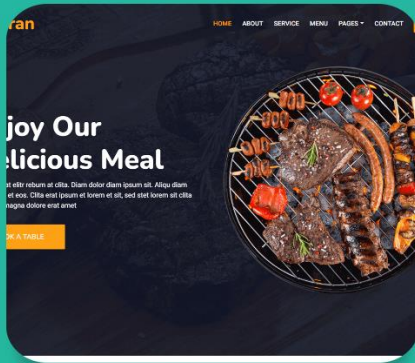 ran
HOME ABOUT SERVICE MENU PAGES CONTACT
joy Our
elicious Meal
at elitr rebum at clita. Diam dolor diam ipsum sit. Aliqu diam
et eos. Clita erat ipsum et lorem et sit, sed stet lorem sit clita
magna dolore erat amet
OK A TABLE